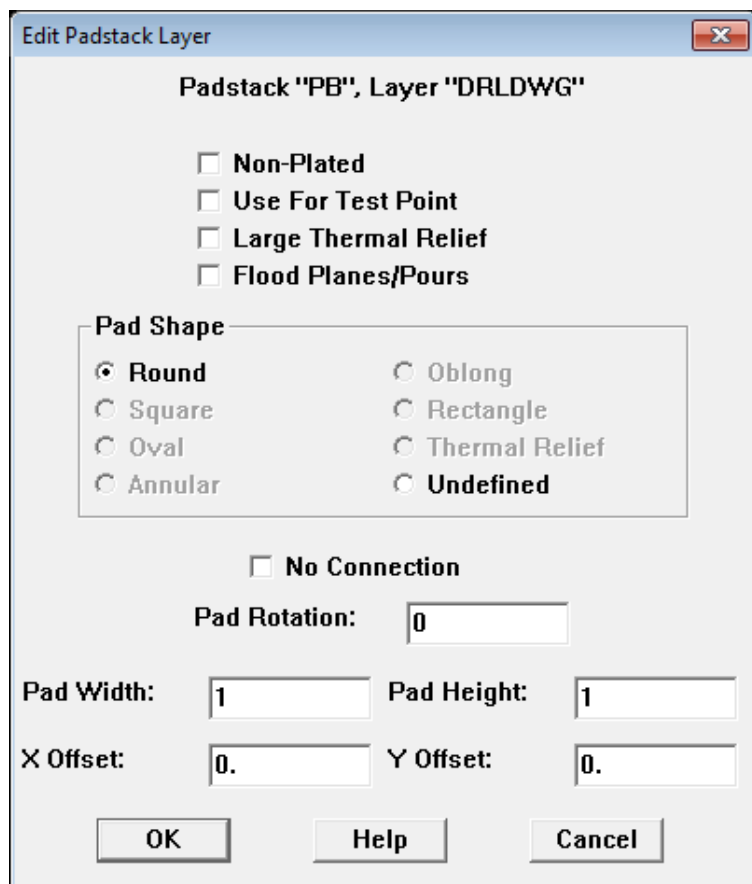 Edit Padstack Layer
Padstack "PB", Layer "DRLDWG"
Non-Plated
Use For Test Point
Large Thermal Relief
Flood Planes/Pours
Pad Shape
Round Oblong
Square Rectangle
Oval Thermal Relief
Annular Undefined
No Connection
Pad Rotation: 0
Pad Width: 1 Pad Height: 1
X Offset: 0. Y Offset: 0.
OK Help Cancel